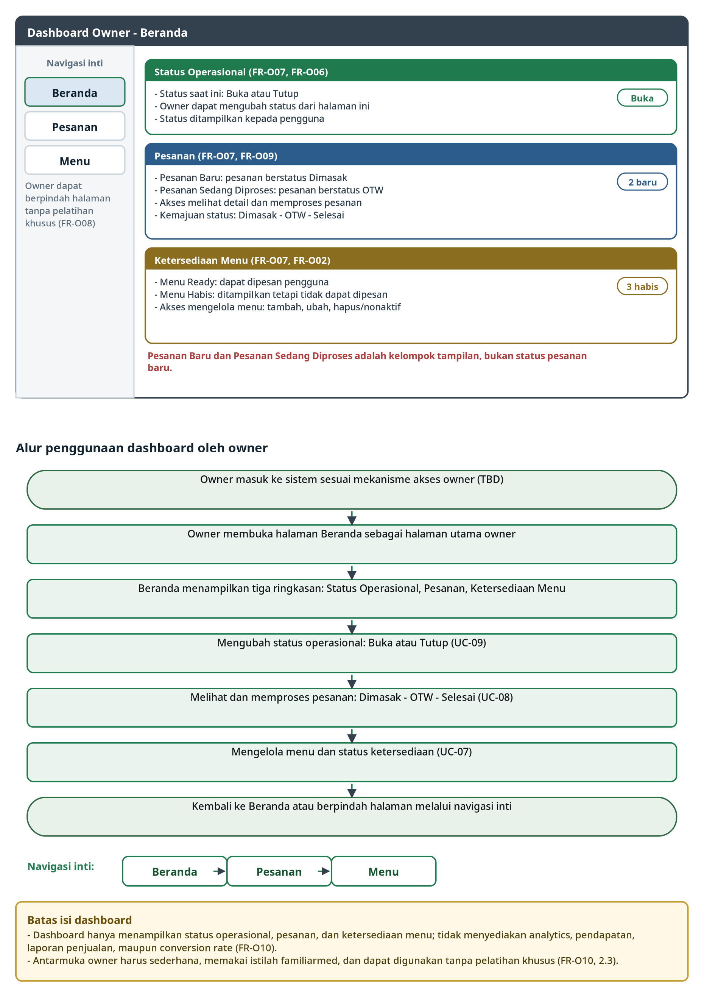 Dashboard Owner - Beranda
Navigasi inti
Beranda
Pesanan
Menu
Owner dapat
berpindah halaman
tanpa pelatihan
khusus (FR-O08)
Status Operasional (FR-O07, FR-O06)
- Status saat ini: Buka atau Tutup
- Owner dapat mengubah status dari halaman ini
- Status ditampilkan kepada pengguna
Buka
Pesanan (FR-O07, FR-O09)
- Pesanan Baru: pesanan berstatus Dimasak
- Pesanan Sedang Diproses: pesanan berstatus OTW
- Akses melihat detail dan memproses pesanan
- Kemajuan status: Dimasak - OTW - Selesai
2 baru
Ketersediaan Menu (FR-O07, FR-O02)
- Menu Ready: dapat dipesan pengguna
- Menu Habis: ditampilkan tetapi tidak dapat dipesan
- Akses mengelola menu: tambah, ubah, hapus/nonaktif
3 habis
Pesanan Baru dan Pesanan Sedang Diproses adalah kelompok tampilan, bukan status pesanan
baru.
Alur penggunaan dashboard oleh owner
Owner masuk ke sistem sesuai mekanisme akses owner (TBD)
Owner membuka halaman Beranda sebagai halaman utama owner
Beranda menampilkan tiga ringkasan: Status Operasional, Pesanan, Ketersediaan Menu
Mengubah status operasional: Buka atau Tutup (UC-09)
Melihat dan memproses pesanan: Dimasak - OTW - Selesai (UC-08)
Mengelola menu dan status ketersediaan (UC-07)
Kembali ke Beranda atau berpindah halaman melalui navigasi inti
Navigasi inti:
Beranda
Pesanan
Menu
Batas isi dashboard
- Dashboard hanya menampilkan status operasional, pesanan, dan ketersediaan menu; tidak menyediakan analytics, pendapatan,
laporan penjualan, maupun conversion rate (FR-O10).
- Antarmuka owner harus sederhana, memakai istilah familiarmed, dan dapat digunakan tanpa pelatihan khusus (FR-O10, 2.3).